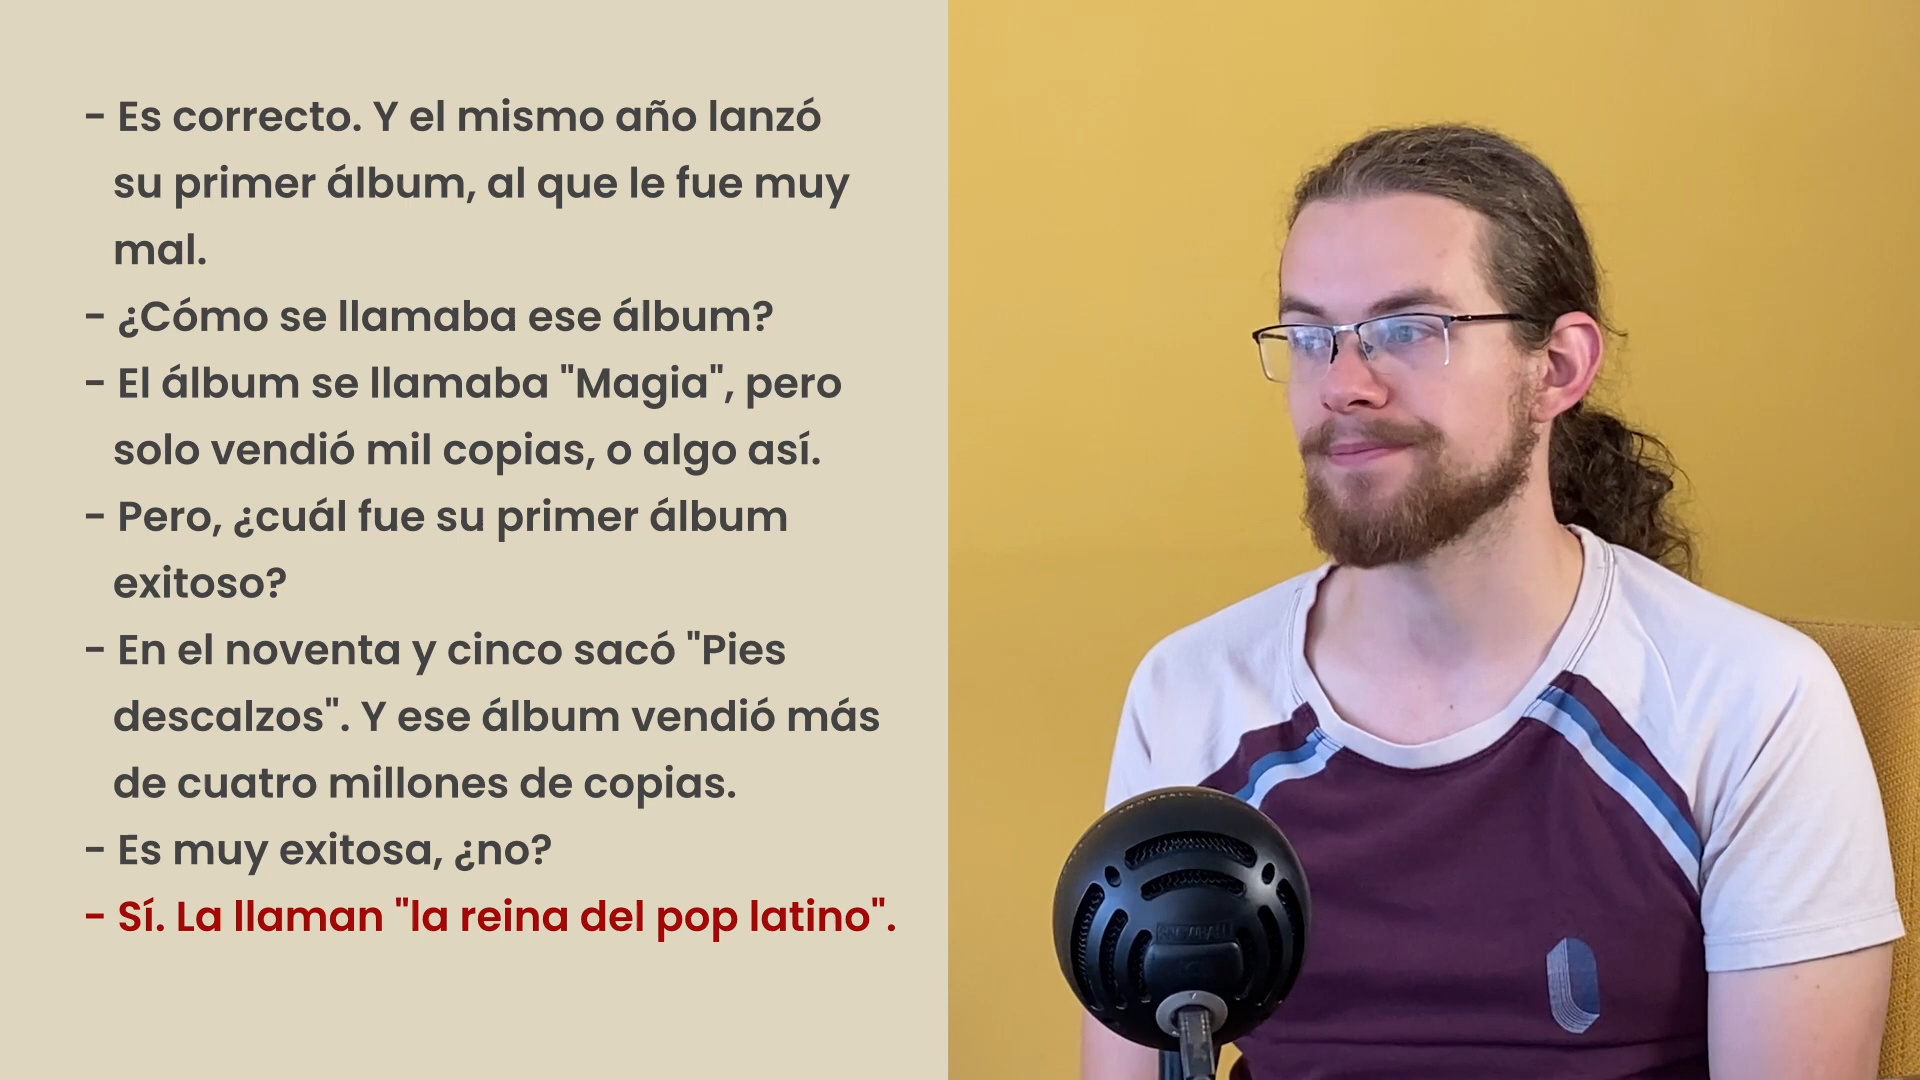 - Es correcto. Y el mismo año lanzó
su primer álbum, al que le fue muy
mal.
- ¿Cómo se llamaba ese álbum?
- El álbum se llamaba "Magia", pero
solo vendió mil copias, o algo así.
- Pero, ¿cuál fue su primer álbum
exitoso?
- En el noventa y cinco sacó "Pies
descalzos". Y ese álbum vendió más
de cuatro millones de copias.
- Es muy exitosa, ¿no?
- Sí. La llaman "la reina del pop latino".
SNOWBALL